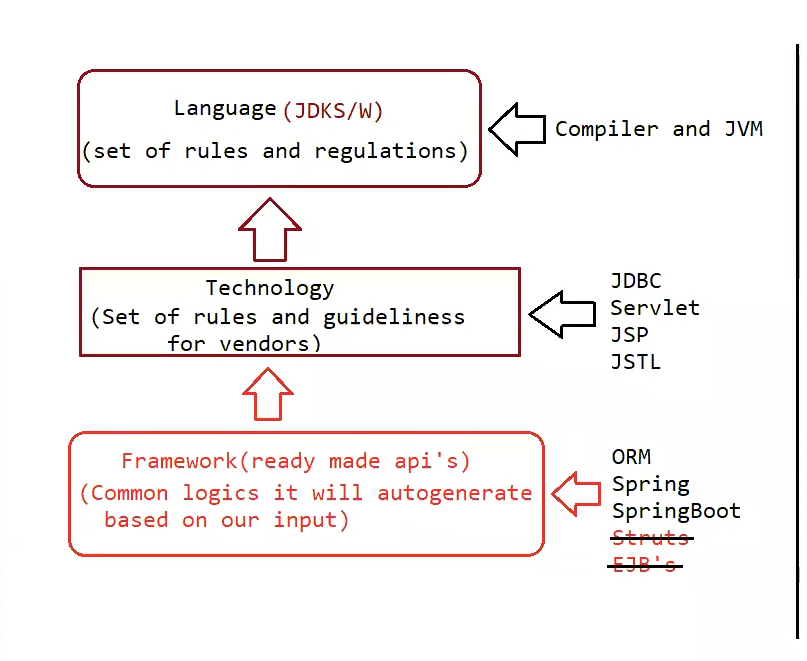 Language (JDKS/W)
(set of rules and regulations)
Compiler and JVM
Technology
(Set of rules and guideliness
for vendors)
JDBC
Servlet
JSP
JSTL
Framework(ready made api's)
(Common logics it will autogenerate
based on our input)
ORM
Spring
SpringBoot
Struts
EJB's